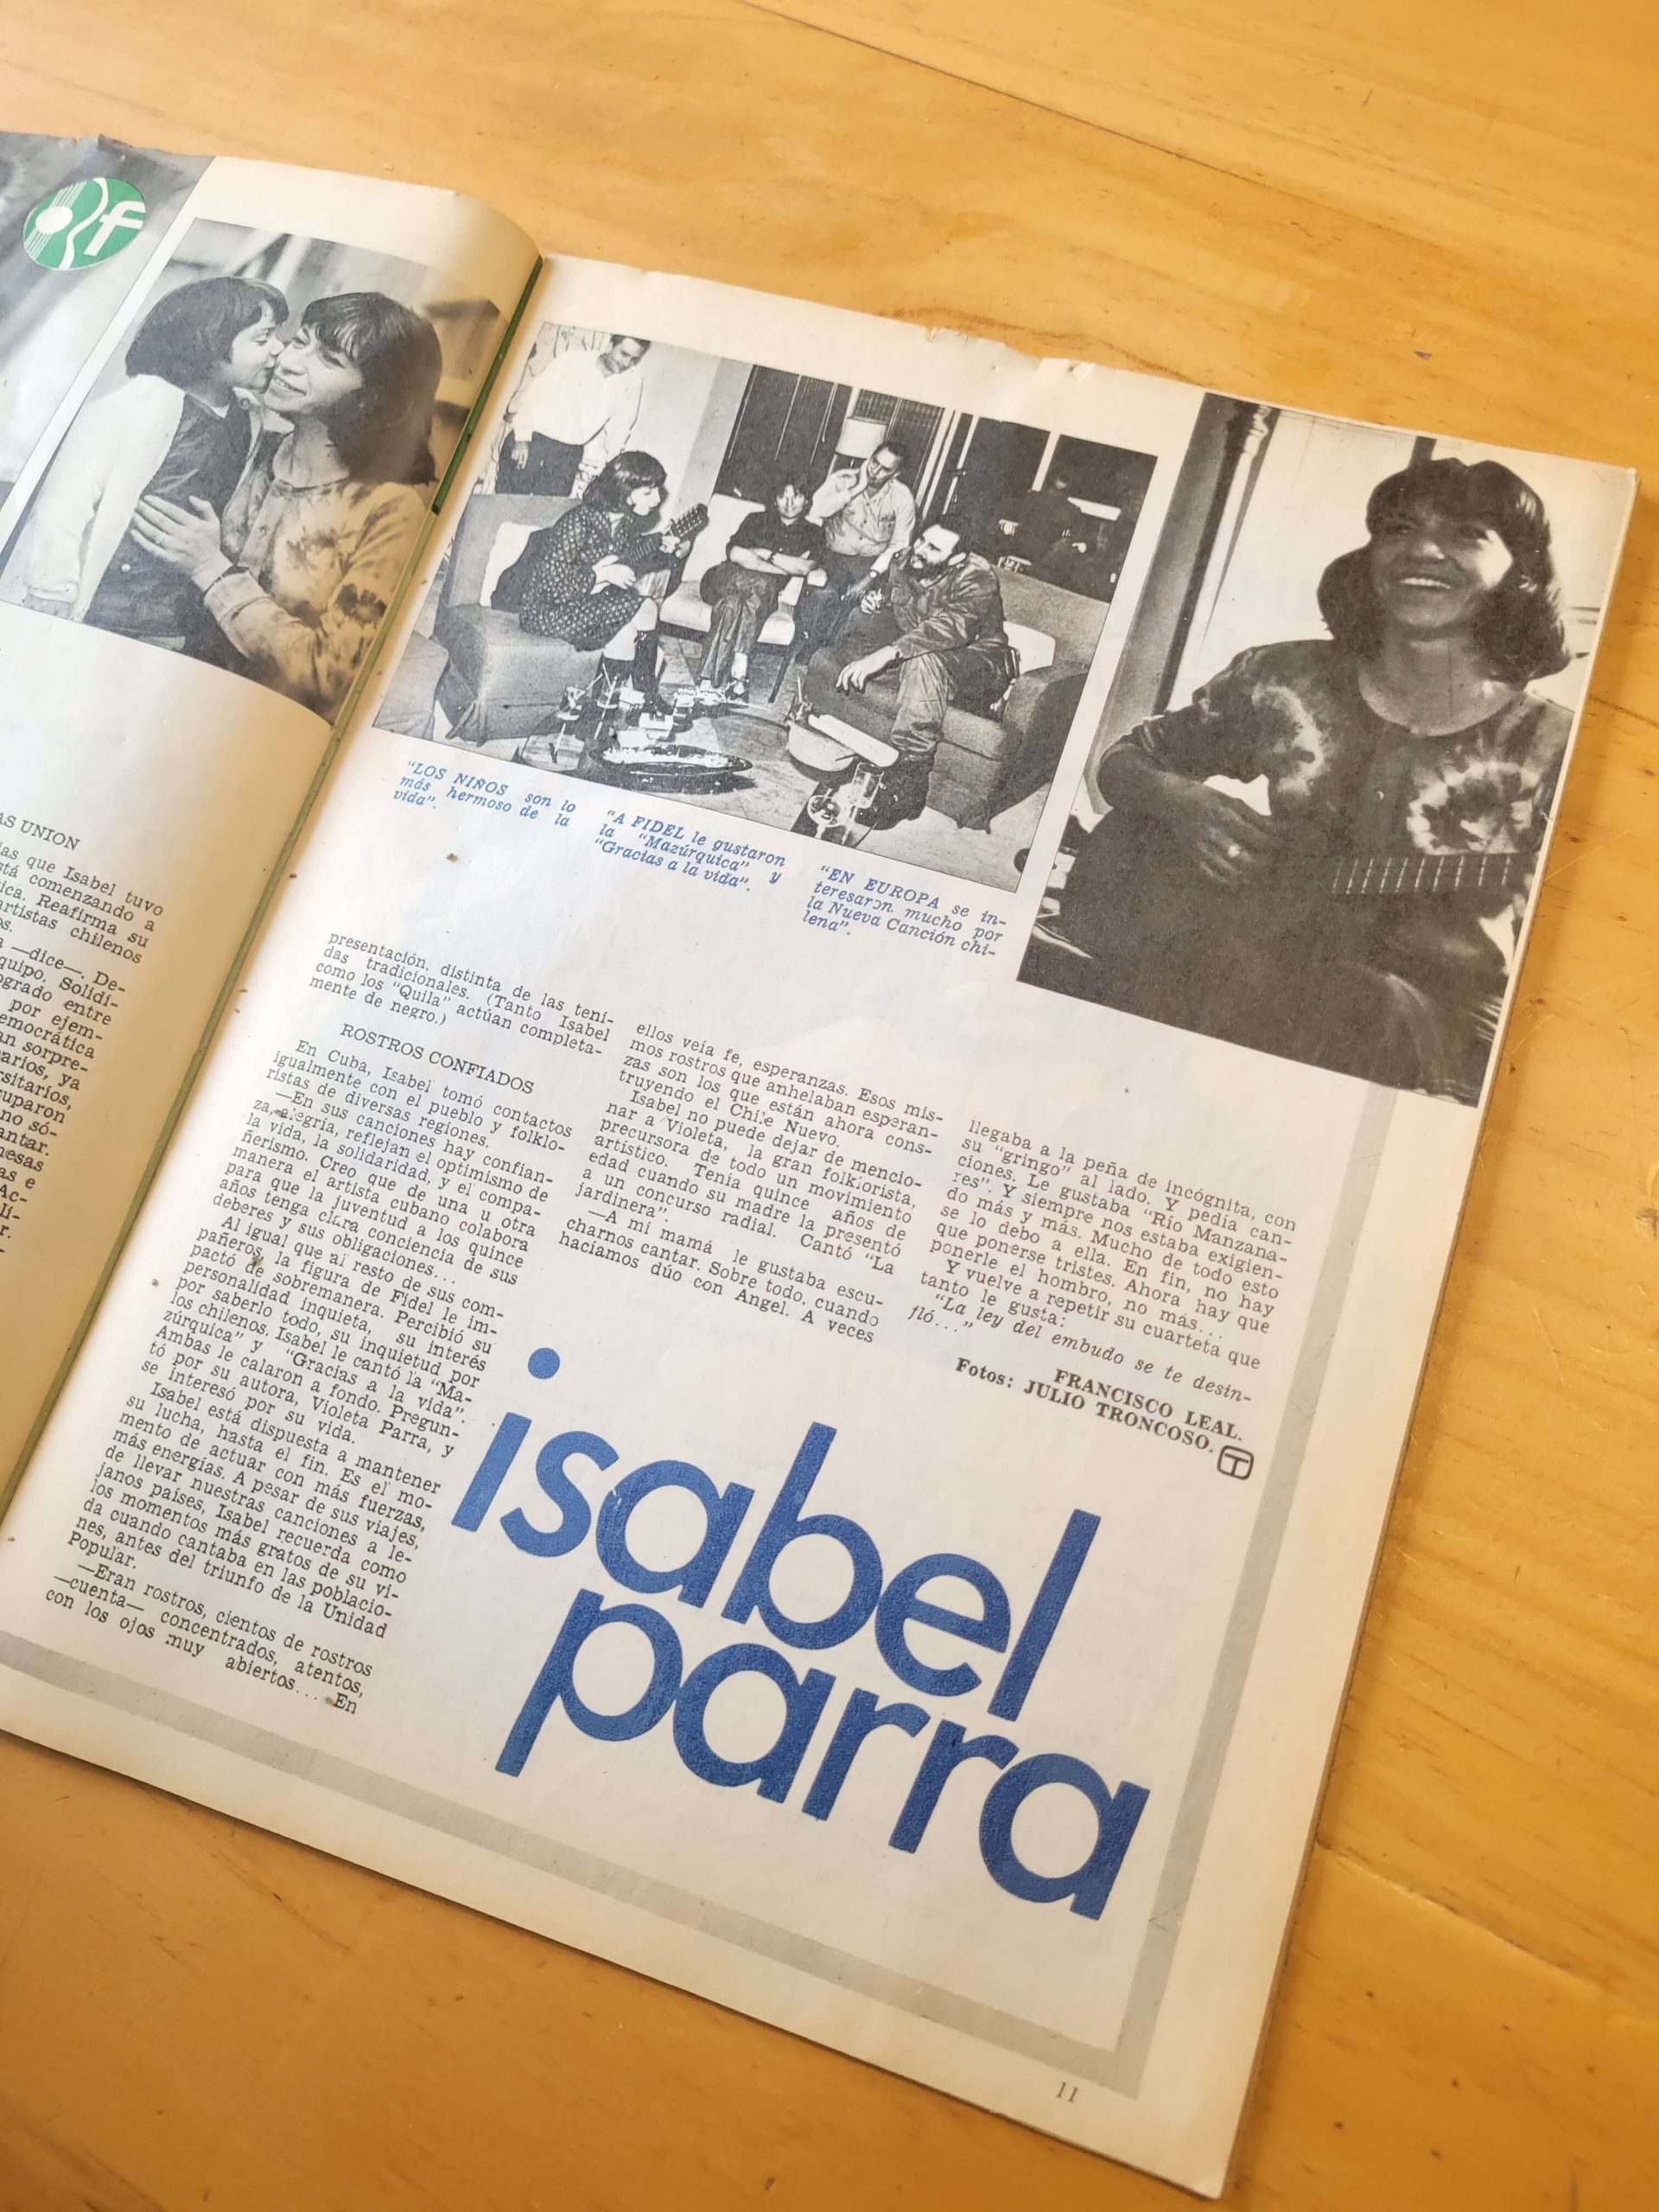 f
AS UNION
las que Isabel tuvo
stá comenzando a
ica. Reafirma su
artistas chilenos
os.
a —dice—. De-
quipo. Solidi-
ogrado entre
por ejem-
emocrática
an sorpre-
arios, ya
rsitarios,
cuparon
no só-
antar.
nesas
as e
Ac-
li-
r.
"LOS NIÑOS son lo
más hermoso de la
vida".
"A FIDEL le gustaron
la "Mazúrquica" y
"Gracias a la vida".
"EN EUROPA se in-
teresaron mucho por
la Nueva Canción chi-
lena".
presentación, distinta de las teni-
das tradicionales. (Tanto Isabel
como los "Quila" actúan completa-
mente de negro.)
ROSTROS CONFIADOS
En Cuba, Isabel tomó contactos
igualmente con el pueblo y folklo-
ristas de diversas regiones.
—En sus canciones hay confian-
za, alegría, reflejan el optimismo de
la vida, la solidaridad, y el compa-
ñerismo. Creo que de una u otra
manera el artista cubano colabora
para que la juventud a los quince
años tenga clara conciencia de sus
deberes y sus obligaciones...
Al igual que al resto de sus com-
pañeros, la figura de Fidel le im-
pactó de sobremanera. Percibió su
personalidad inquieta, su interés
por saberlo todo, su inquietud por
los chilenos. Isabel le cantó la "Ma-
zúrquica" y "Gracias a la vida".
Ambas le calaron a fondo. Pregun-
tó por su autora, Violeta Parra, y
se interesó por su vida.
Isabel está dispuesta a mantener
su lucha, hasta el fin. Es el mo-
mento de actuar con más fuerzas,
más energías. A pesar de sus viajes,
de llevar nuestras canciones a le-
janos países, Isabel recuerda como
los momentos más gratos de su vi-
da cuando cantaba en las poblacio-
nes, antes del triunfo de la Unidad
Popular.
—Eran rostros, cientos de rostros
—cuenta— concentrados, atentos,
con los ojos muy abiertos... En
ellos veía fe, esperanzas. Esos mis-
mos rostros que anhelaban esperan-
zas son los que están ahora cons-
truyendo el Chile Nuevo.
Isabel no puede dejar de mencio-
nar a Violeta, la gran folklorista,
precursora de todo un movimiento
artístico. Tenía quince años de
edad cuando su madre la presentó
a un concurso radial. Cantó "La
jardinera".
—A mi mamá le gustaba escu-
charnos cantar. Sobre todo, cuando
hacíamos dúo con Angel. A veces
llegaba a la peña de incógnita, con
su "gringo" al lado. Y pedía can-
ciones. Le gustaba "Río Manzana-
res". Y siempre nos estaba exigien-
do más y más. Mucho de todo esto
se lo debo a ella. En fin, no hay
que ponerse tristes. Ahora hay que
ponerle el hombro, no más...
Y vuelve a repetir su cuarteta que
tanto le gusta:
"La ley del embudo se te desin-
fló..."
FRANCISCO LEAL.
Fotos: JULIO TRONCOSO.
T
isabel
parra
11